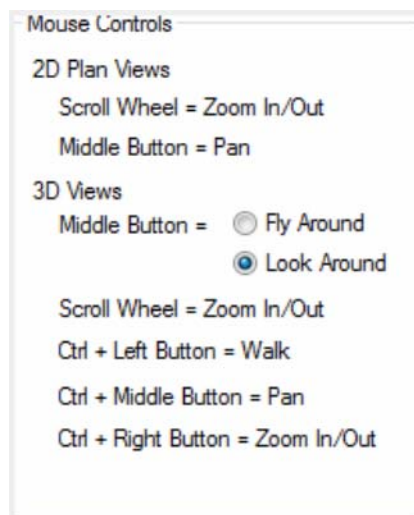 Mouse Controls
2D Plan Views
Scroll Wheel = Zoom In/Out
Middle Button = Pan
3D Views
Middle Button = Fly Around
Look Around
Scroll Wheel = Zoom In/Out
Ctrl + Left Button = Walk
Ctrl + Middle Button = Pan
Ctrl + Right Button = Zoom In/Out